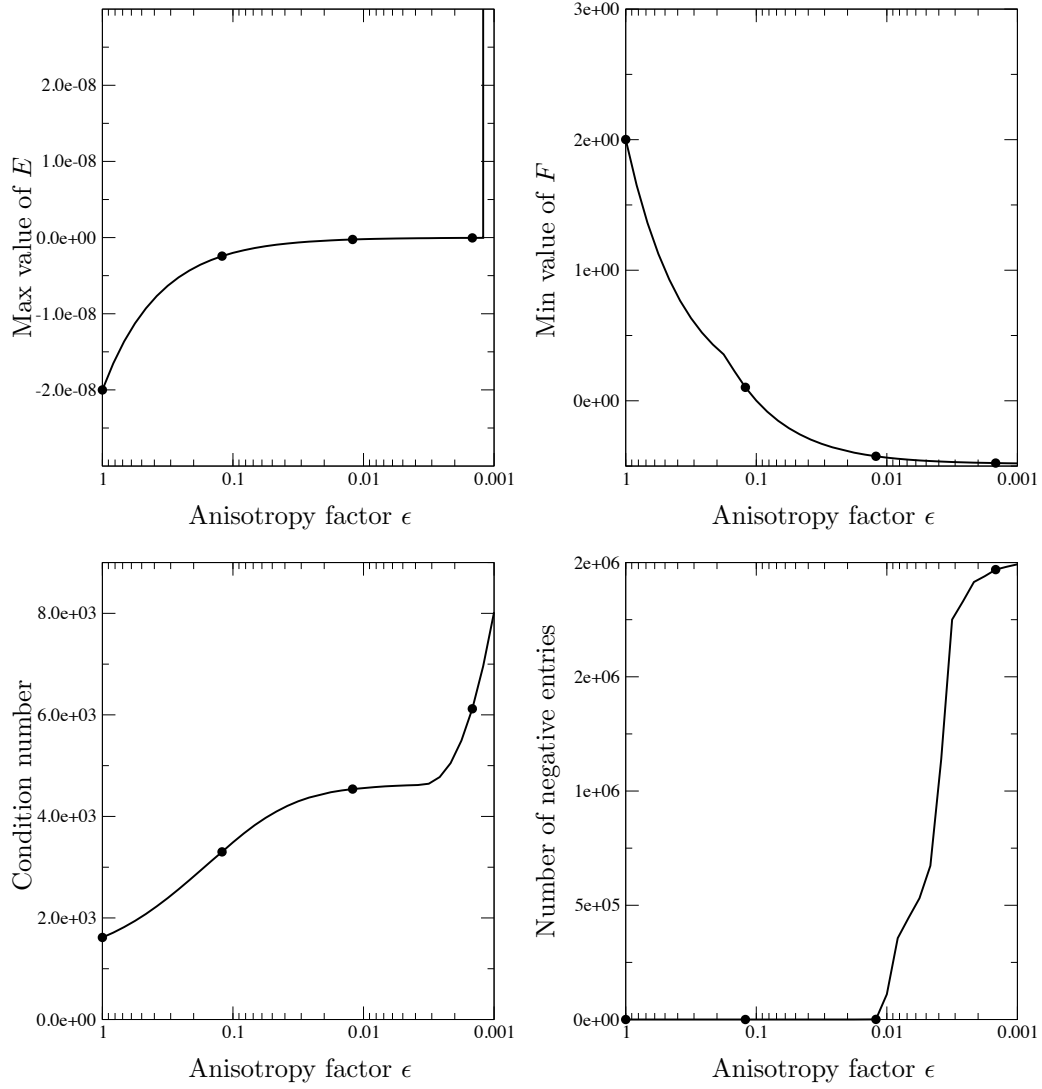 Max value of E
2.0e-08
1.0e-08
0.0e+00
-1.0e-08
-2.0e-08
1 0.1 0.01 0.001
Anisotropy factor ϵ
Min value of F
3e+00
2e+00
1e+00
0e+00
1 0.1 0.01 0.001
Anisotropy factor ϵ
Condition number
8.0e+03
6.0e+03
4.0e+03
2.0e+03
0.0e+00
1 0.1 0.01 0.001
Anisotropy factor ϵ
Number of negative entries
2e+06
2e+06
1e+06
5e+05
0e+00
1 0.1 0.01 0.001
Anisotropy factor ϵ